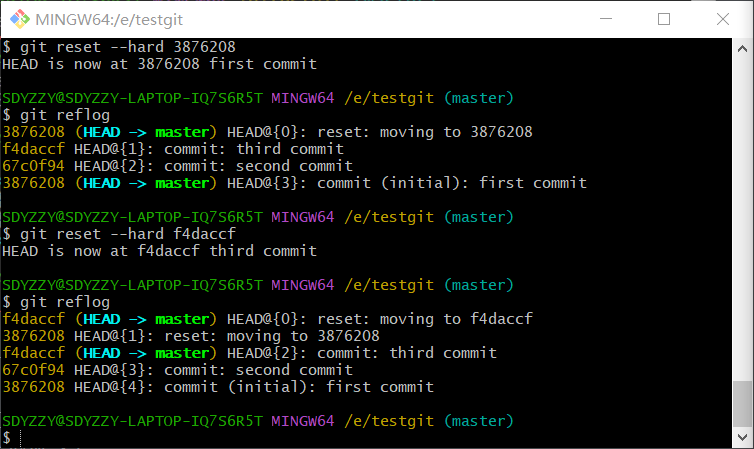 MINGW64:/e/testgit
$ git reset --hard 3876208
HEAD is now at 3876208 first commit
SDYZZY@SDYZZY-LAPTOP-IQ7S6R5T MINGW64 /e/testgit (master)
$ git reflog
3876208 (HEAD -> master) HEAD@{0}: reset: moving to 3876208
f4daccf HEAD@{1}: commit: third commit
67c0f94 HEAD@{2}: commit: second commit
3876208 (HEAD -> master) HEAD@{3}: commit (initial): first commit
SDYZZY@SDYZZY-LAPTOP-IQ7S6R5T MINGW64 /e/testgit (master)
$ git reset --hard f4daccf
HEAD is now at f4daccf third commit
SDYZZY@SDYZZY-LAPTOP-IQ7S6R5T MINGW64 /e/testgit (master)
$ git reflog
f4daccf (HEAD -> master) HEAD@{0}: reset: moving to f4daccf
3876208 HEAD@{1}: reset: moving to 3876208
f4daccf (HEAD -> master) HEAD@{2}: commit: third commit
67c0f94 HEAD@{3}: commit: second commit
3876208 HEAD@{4}: commit (initial): first commit
SDYZZY@SDYZZY-LAPTOP-IQ7S6R5T MINGW64 /e/testgit (master)
$